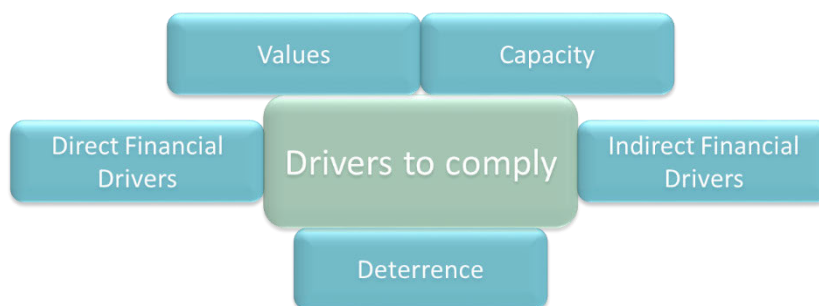 Values
Capacity
Direct Financial
Drivers
Drivers to comply
Indirect Financial
Drivers
Deterrence